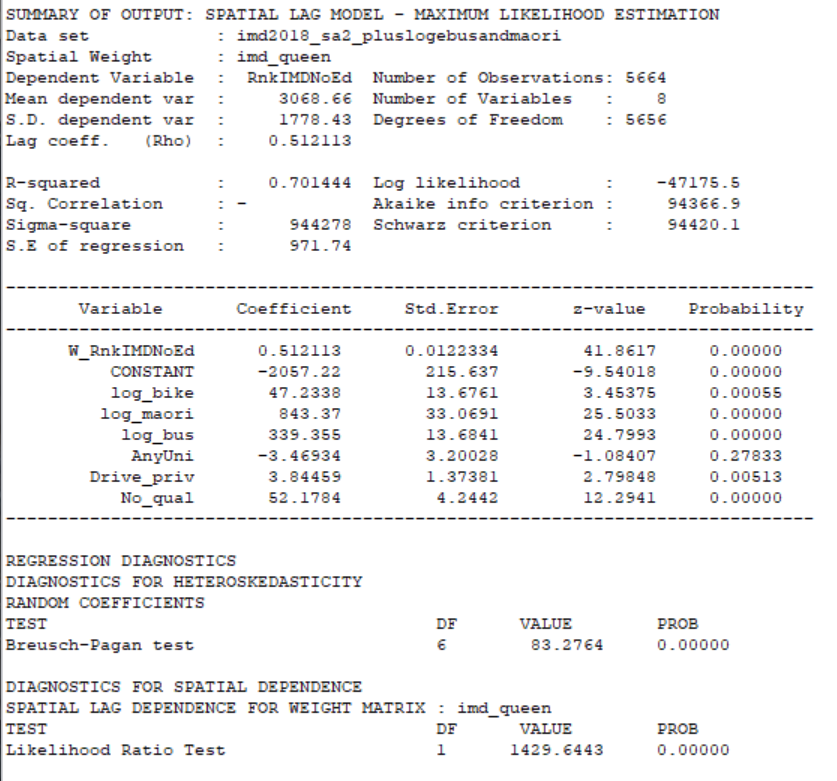 SUMMARY OF OUTPUT: SPATIAL LAG MODEL - MAXIMUM LIKELIHOOD ESTIMATION
Data set : imd2018_sa2_pluslogebusandmaori
Spatial Weight : imd_queen
Dependent Variable : RnkIMDNoEd Number of Observations: 5664
Mean dependent var : 3068.66 Number of Variables : 8
S.D. dependent var : 1778.43 Degrees of Freedom : 5656
Lag coeff. (Rho) : 0.512113
R-squared : 0.701444 Log likelihood : -47175.5
Sq. Correlation : - Akaike info criterion : 94366.9
Sigma-square : 944278 Schwarz criterion : 94420.1
S.E of regression : 971.74
-----------------------------------------------------------------------------
Variable Coefficient Std.Error z-value Probability
-----------------------------------------------------------------------------
W_RnkIMDNoEd 0.512113 0.0122334 41.8617 0.00000
CONSTANT -2057.22 215.637 -9.54018 0.00000
log_bike 47.2338 13.6761 3.45375 0.00055
log_maori 843.37 33.0691 25.5033 0.00000
log_bus 339.355 13.6841 24.7993 0.00000
AnyUni -3.46934 3.20028 -1.08407 0.27833
Drive_priv 3.84459 1.37381 2.79848 0.00513
No_qual 52.1784 4.2442 12.2941 0.00000
-----------------------------------------------------------------------------
REGRESSION DIAGNOSTICS
DIAGNOSTICS FOR HETEROSKEDASTICITY
RANDOM COEFFICIENTS
TEST DF VALUE PROB
Breusch-Pagan test 6 83.2764 0.00000
DIAGNOSTICS FOR SPATIAL DEPENDENCE
SPATIAL LAG DEPENDENCE FOR WEIGHT MATRIX : imd_queen
TEST DF VALUE PROB
Likelihood Ratio Test 1 1429.6443 0.00000